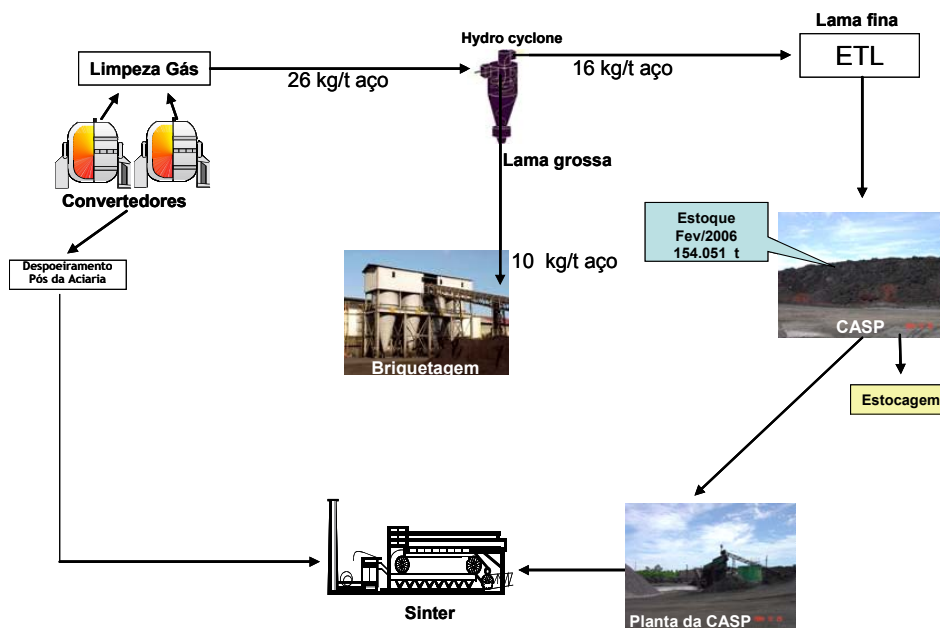 Lama fina
Hydro cyclone
ETL
Limpeza Gás
26 kg/t aço
16 kg/t aço
Lama grossa
Convertedores
Estoque
Fev/2006
154.051 t
Despoeiramento
Pós da Aciaria
10 kg/t aço
CASP
Briquetagem
Estocagem
Sinter
Planta da CASP